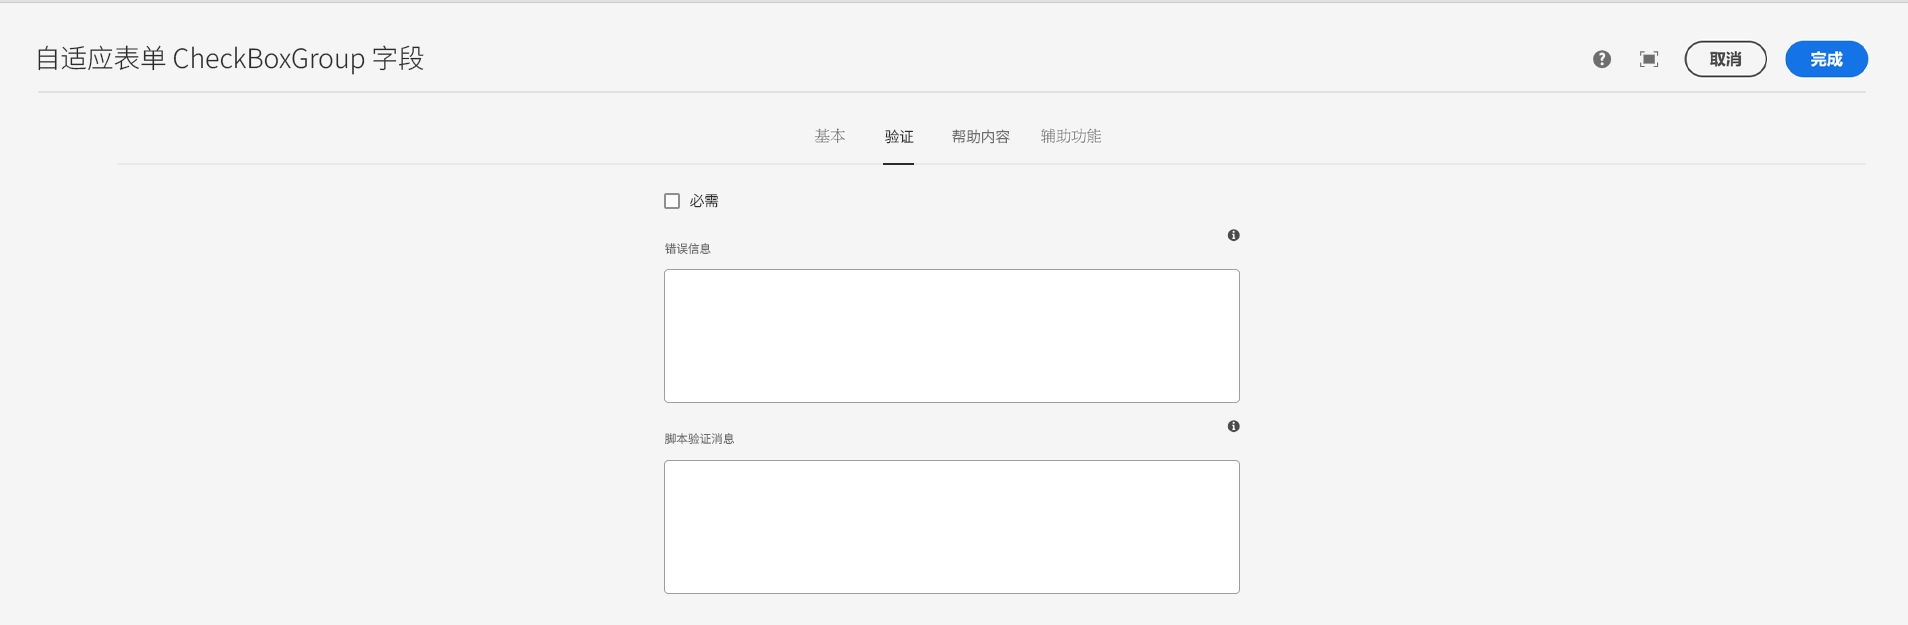 自适应表单 CheckBoxGroup 字段
取消
完成
基本
验证
帮助内容
辅助功能
必需
错误信息
脚本验证消息